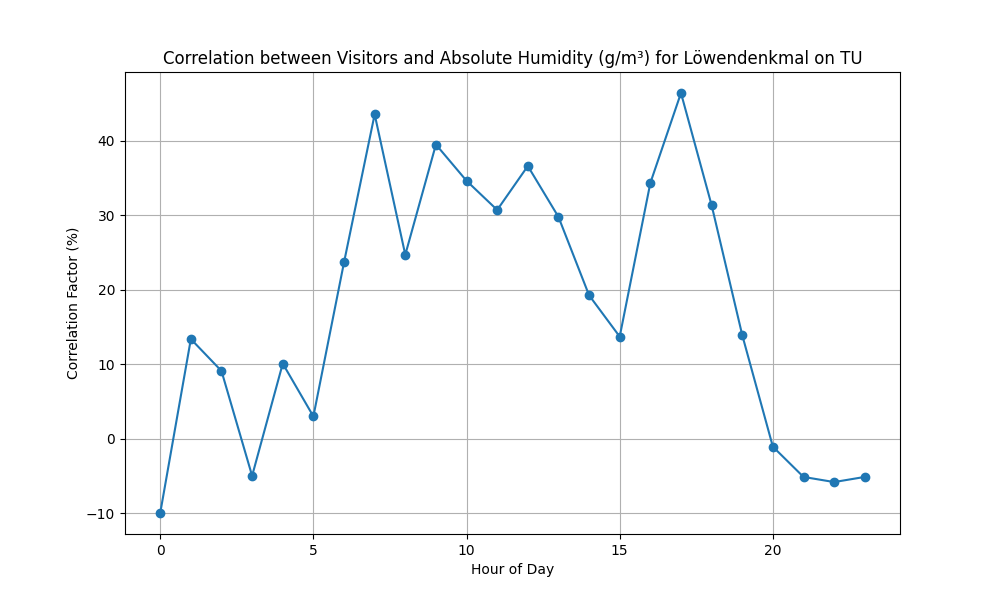 Correlation between Visitors and Absolute Humidity (g/m³) for Löwendenkmal on TU
Correlation Factor (%)
40
30
20
10
0
−10
0 5 10 15 20
Hour of Day